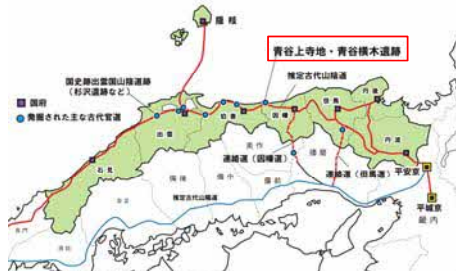 隠岐
青谷上寺地・青谷横木遺跡
国史跡出雲国山陰道跡
(杉沢遺跡など)
推定古代山陰道
国府
発掘された主な古代官道
丹後
但馬
因幡
伯耆
出雲
石見
丹波
美作
播磨
連絡道(因幡道)
連絡道(但馬道)
平安京
平城京
畿内
備後
備中
備前
推定古代山陽道
安芸
周防
長門